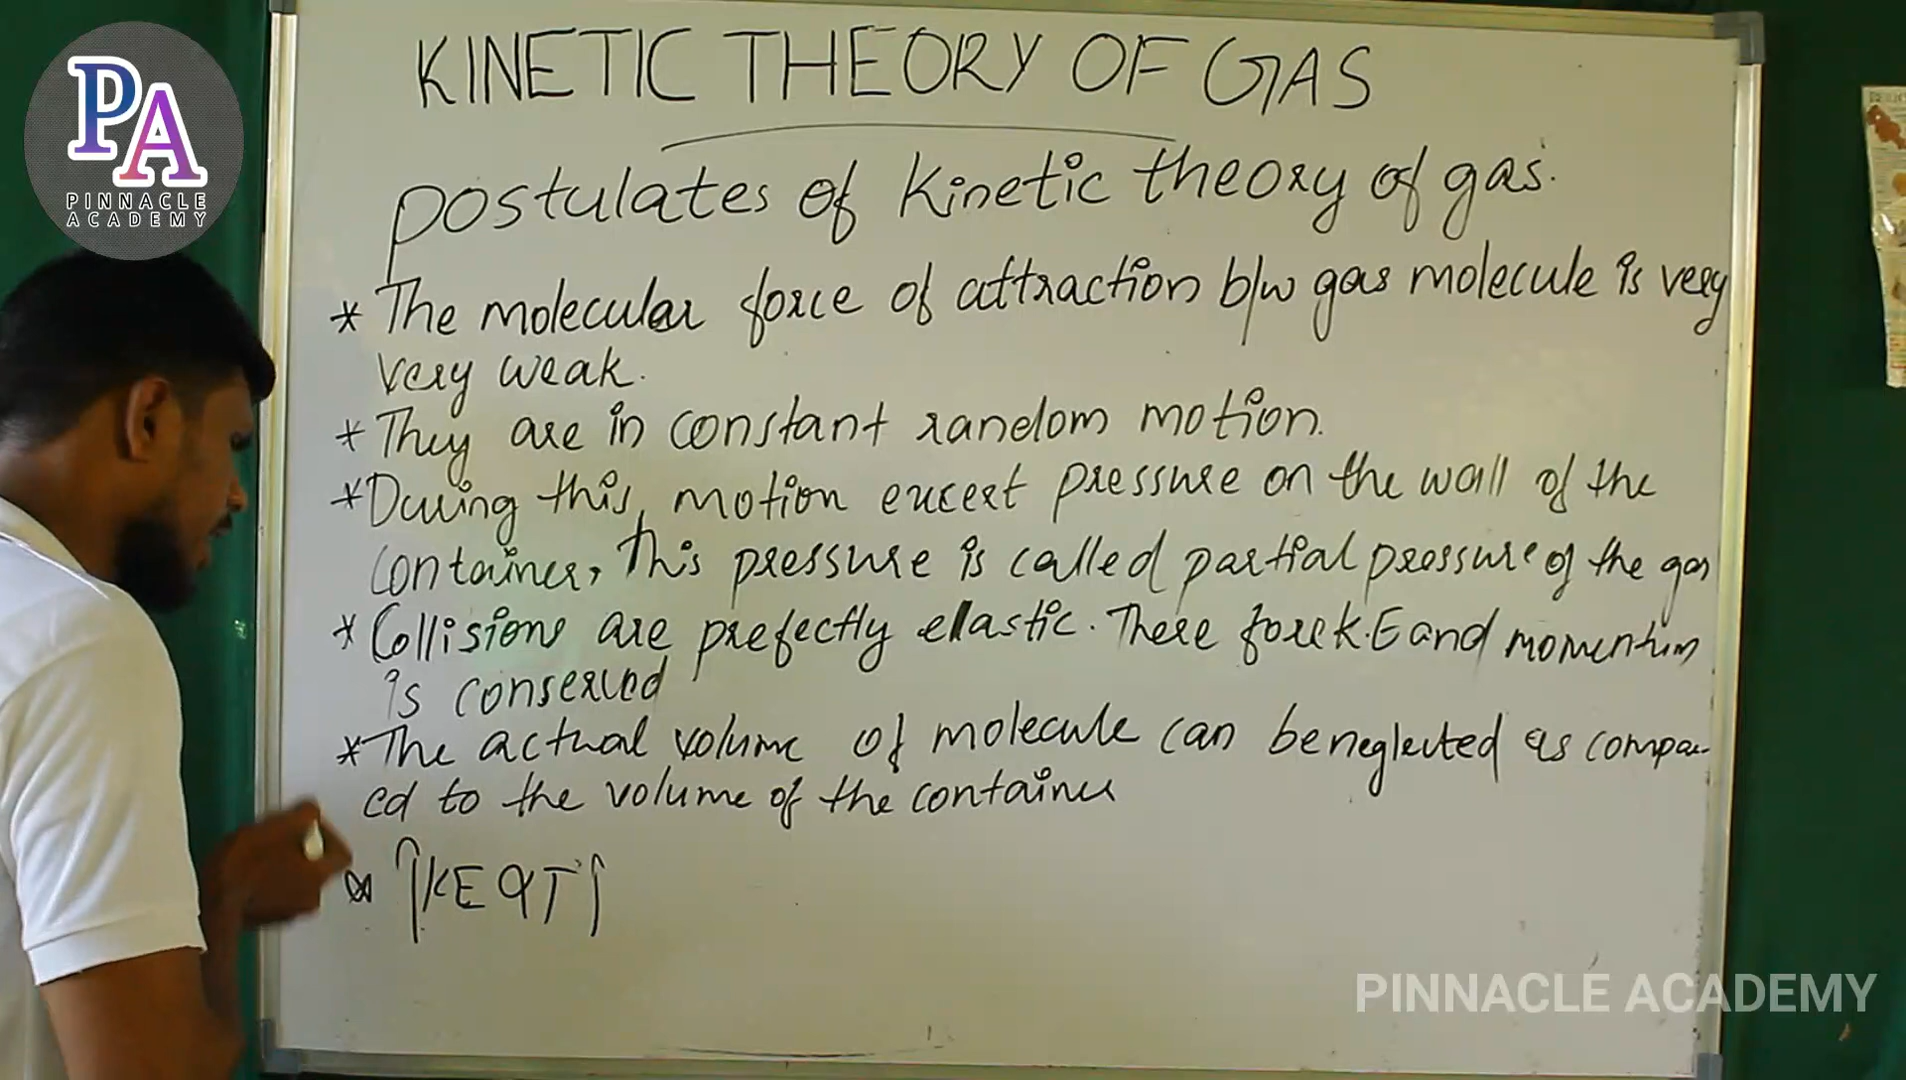 PA
PINNACLE
ACADEMY
KINETIC THEORY OF GAS
postulates of kinetic theory of gas.
* The molecular force of attraction b/w gas molecule is very
very weak.
* They are in constant random motion.
* During this, motion excert pressure on the wall of the
container, This pressure is called partial pressure of the gas
* Collisions are prefectly elastic. There fore K.E and momentum
is conserved
* The actual volume of molecule can be neglected as compar-
ed to the volume of the container
↑KE α T↑
PINNACLE ACADEMY